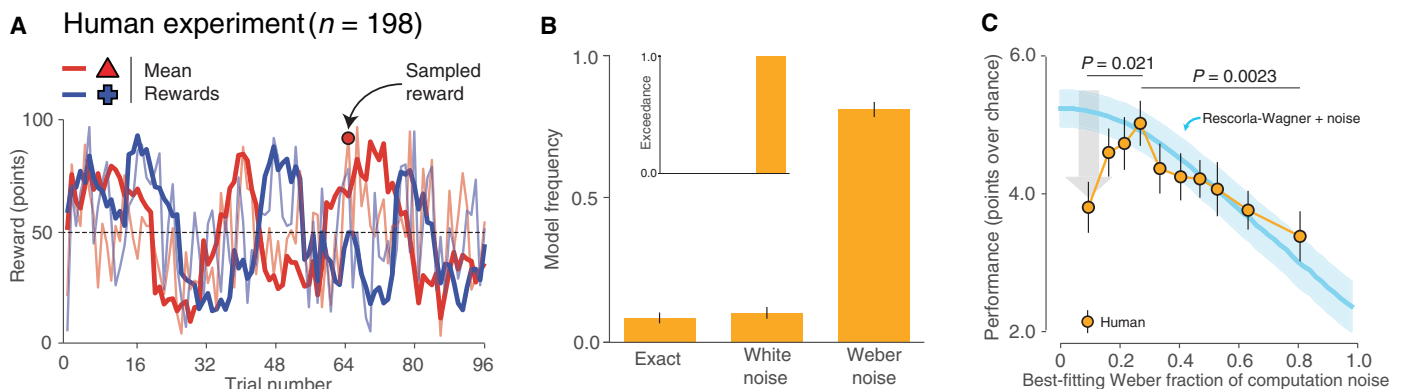 A Human experiment (n = 198)
Mean
Rewards
Sampled
reward
100
50
0
Reward (points)
0 16 32 48 64 80 96
Trial number
B
1.0
0.5
0.0
Model frequency
1.0
0.0
Exceedance
Exact
White
noise
Weber
noise
C
6.0
4.0
2.0
Performance (points over chance)
P = 0.021
P = 0.0023
Rescorla-Wagner + noise
Human
0 0.2 0.4 0.6 0.8 1.0
Best-fitting Weber fraction of computation noise